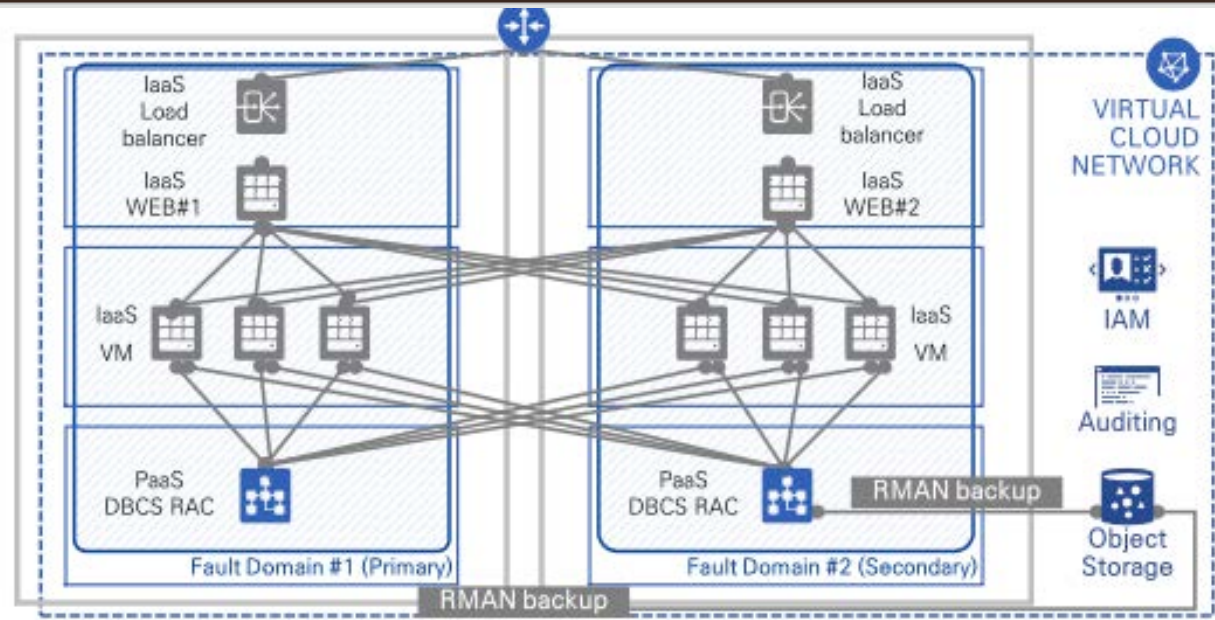 IaaS
Load
balancer
IaaS
WEB#1
IaaS
VM
PaaS
DBCS RAC
Fault Domain #1 (Primary)
IaaS
Load
balancer
IaaS
WEB#2
IaaS
VM
PaaS
DBCS RAC
Fault Domain #2 (Secondary)
RMAN backup
RMAN backup
VIRTUAL
CLOUD
NETWORK
IAM
Auditing
Object
Storage